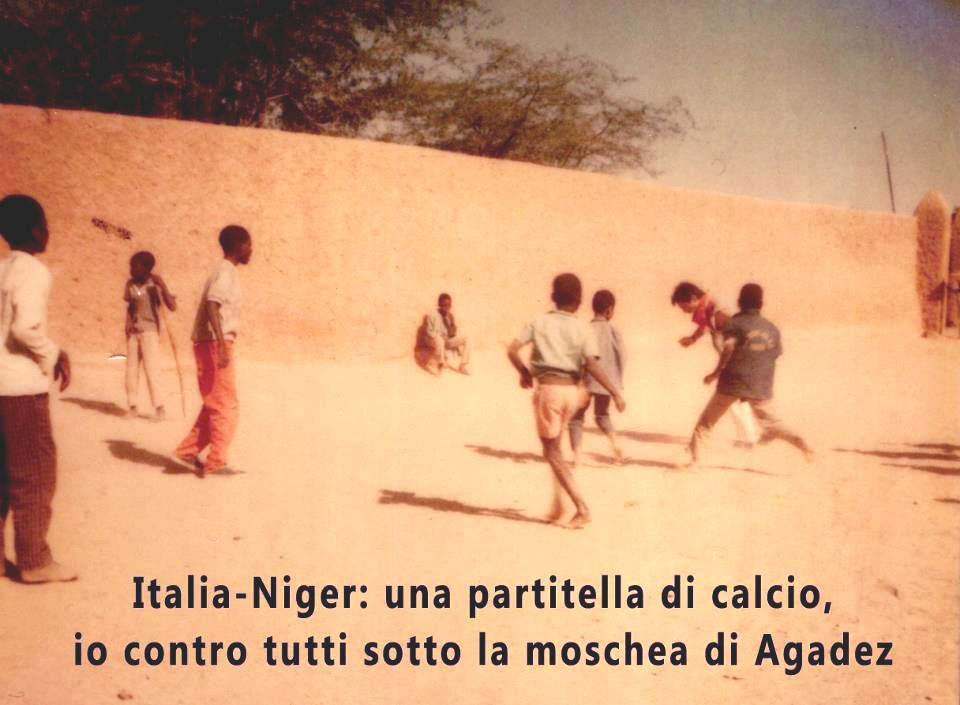 Italia-Niger: una partitella di calcio,
io contro tutti sotto la moschea di Agadez